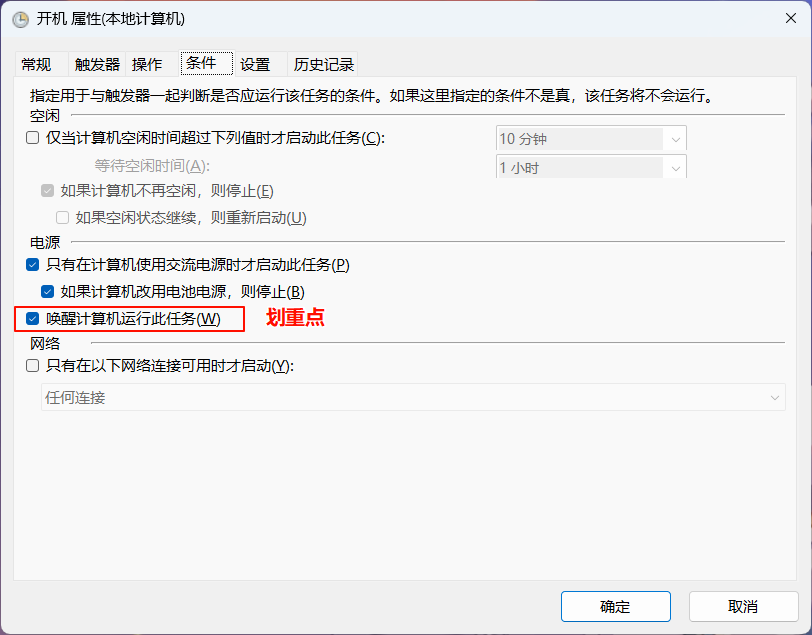 开机 属性(本地计算机)
常规 触发器 操作 条件 设置 历史记录
指定用于与触发器一起判断是否应运行该任务的条件。如果这里指定的条件不是真，该任务将不会运行。
空闲
仅当计算机空闲时间超过下列值时才启动此任务(C): 10 分钟
等待空闲时间(A): 1 小时
如果计算机不再空闲，则停止(E)
如果空闲状态继续，则重新启动(U)
电源
只有在计算机使用交流电源时才启动此任务(P)
如果计算机改用电池电源，则停止(B)
唤醒计算机运行此任务(W) 划重点
网络
只有在以下网络连接可用时才启动(Y):
任何连接
确定 取消